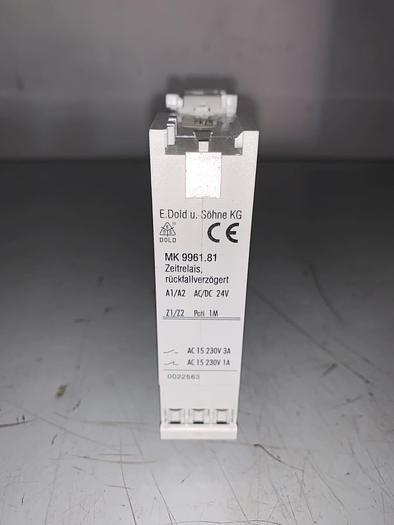 E.Dold u. Söhne KG
DOLD CE
MK 9961.81
Zeitrelais,
rückfallverzögert
A1/A2 AC/DC 24V
Z1/Z2 Poti 1M
AC 15 230V 3A
AC 15 230V 1A
0022563